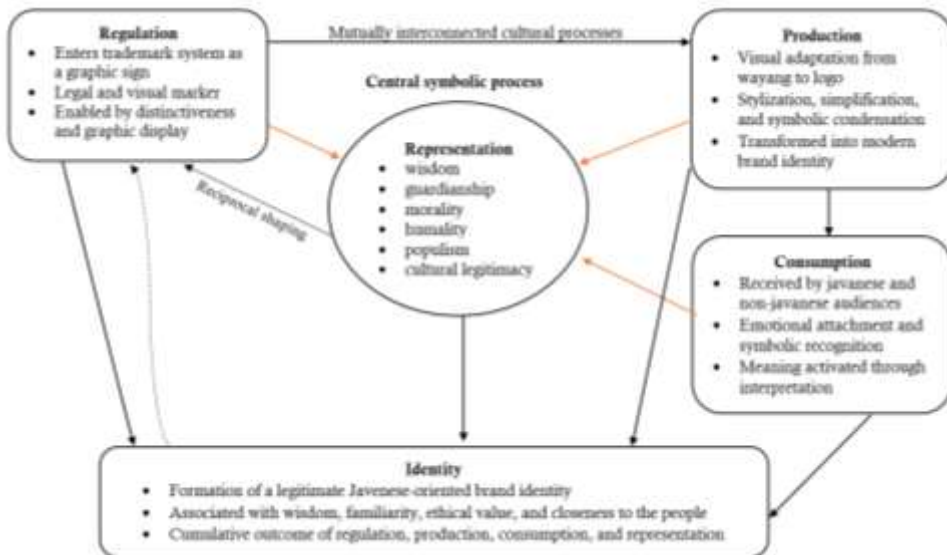 Regulation
• Enters trademark system as
a graphic sign
• Legal and visual marker
• Enabled by distinctiveness
and graphic display
Mutually interconnected cultural processes
Production
• Visual adaptation from
wayang to logo
• Stylization, simplification,
and symbolic condensation
• Transformed into modern
brand identity
Central symbolic process
Representation
• wisdom
• guardianship
• morality
• humality
• populism
• cultural legitimacy
Reciprocal shaping
Consumption
• Received by javanese and
non-javanese audiences
• Emotional attachment and
symbolic recognition
• Meaning activated through
interpretation
Identity
• Formation of a legitimate Javenese-oriented brand identity
• Associated with wisdom, familiarity, ethical value, and closeness to the people
• Cumulative outcome of regulation, production, consumption, and representation